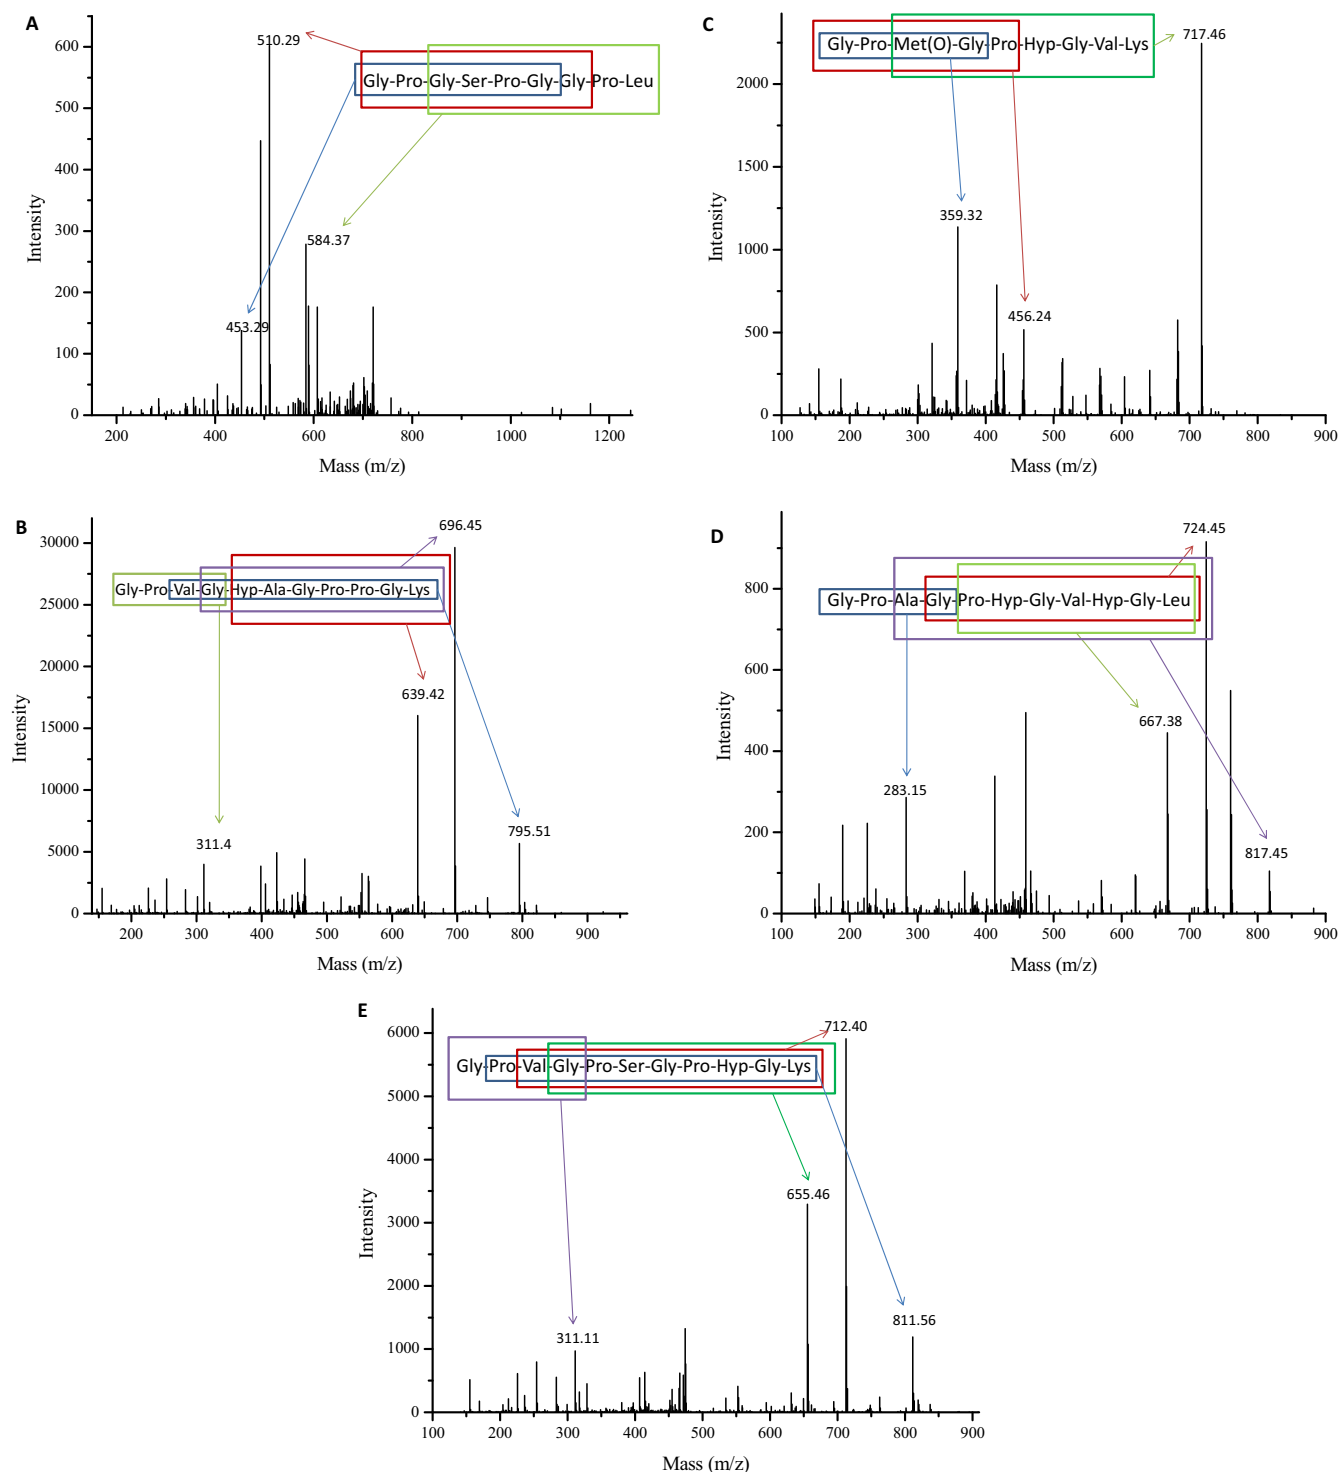 A
510.29
Gly-Pro-Gly-Ser-Pro-Gly-Gly-Pro-Leu
584.37
453.29
600
500
400
300
200
100
0
200 400 600 800 1000 1200
Intensity
Mass (m/z)
C
Gly-Pro-Met(O)-Gly-Pro-Hyp-Gly-Val-Lys
717.46
359.32
456.24
2000
1500
1000
500
0
100 200 300 400 500 600 700 800 900
Intensity
Mass (m/z)
B
696.45
Gly-Pro-Val-Gly-Hyp-Ala-Gly-Pro-Pro-Gly-Lys
639.42
311.4
795.51
30000
25000
20000
15000
10000
5000
0
200 300 400 500 600 700 800 900
Intensity
Mass (m/z)
D
724.45
Gly-Pro-Ala-Gly-Pro-Hyp-Gly-Val-Hyp-Gly-Leu
667.38
283.15
817.45
800
600
400
200
0
100 200 300 400 500 600 700 800 900
Intensity
Mass (m/z)
E
712.40
Gly-Pro-Val-Gly-Pro-Ser-Gly-Pro-Hyp-Gly-Lys
655.46
311.11
811.56
6000
5000
4000
3000
2000
1000
0
100 200 300 400 500 600 700 800 900
Intensity
Mass (m/z)